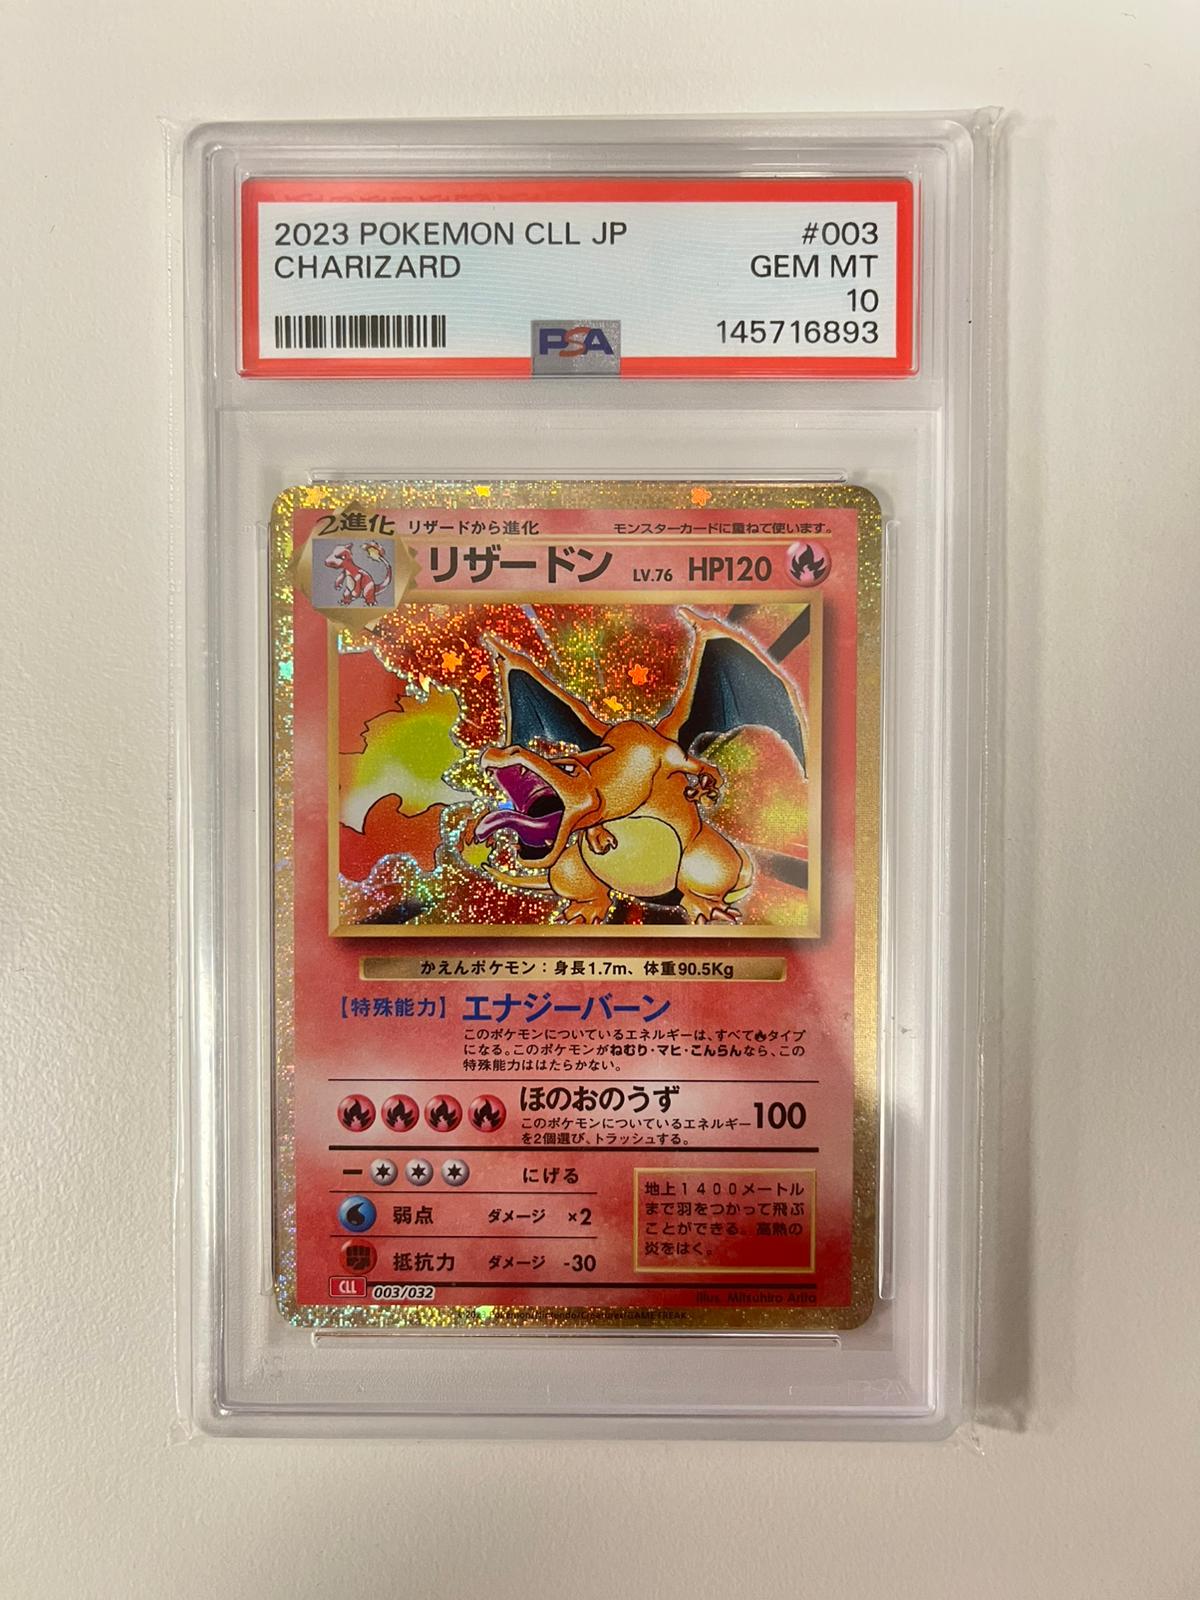 2023 POKEMON CLL JP #003
CHARIZARD GEM MT
10
PSA 145716893
2進化 リザードから進化 モンスターカードに重ねて使います。
リザードン LV.76 HP120
かえんポケモン：身長1.7m、体重90.5Kg
【特殊能力】エナジーバーン
このポケモンについているエネルギーは、すべてタイプ
になる。このポケモンがねむり・マヒ・こんらんなら、この
特殊能力ははたらかない。
ほのおのうず 100
このポケモンについているエネルギー
を2個選び、トラッシュする。
ー にげる
弱点 ダメージ ×2
抵抗力 ダメージ -30
地上1400メートル
まで羽をつかって飛ぶ
ことができる。高熱の
炎をはく。
CLL 003/032 Illus. Mitsuhiro Arita
Pokémon/Nintendo/Creatures/GAME FREAK